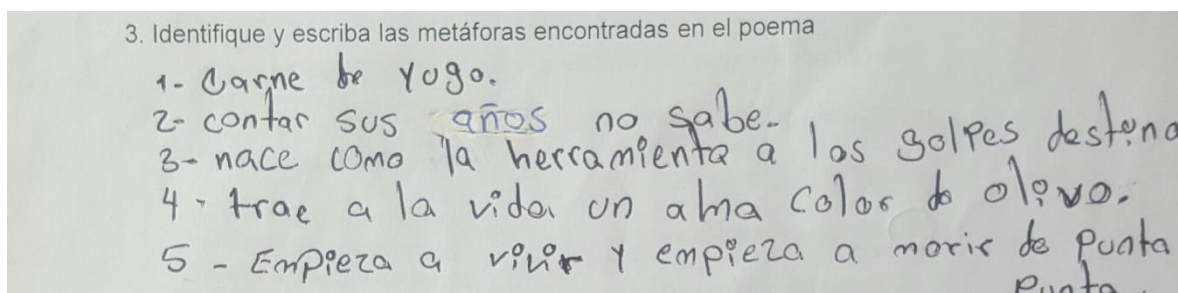 3. Identifique y escriba las metáforas encontradas en el poema
1- Carne de yogo.
2- contar sus años no sabe.
3- nace como la herramienta a los golpes destina
4- trae a la vida un alma color de olivo.
5 - Empieza a vivir y empieza a morir de punta
punta